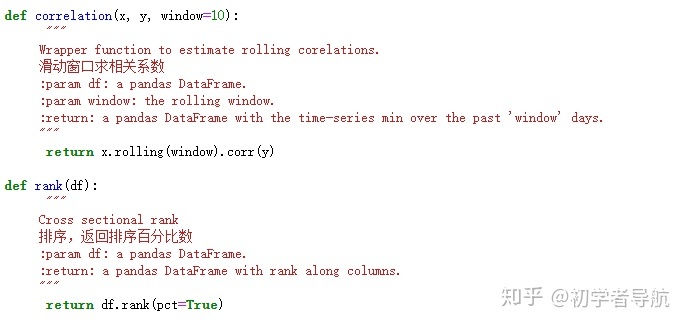 def correlation(x, y, window=10):
    """
    Wrapper function to estimate rolling corelations.
    滑动窗口求相关系数
    :param df: a pandas DataFrame.
    :param window: the rolling window.
    :return: a pandas DataFrame with the time-series min over the past 'window' days.
    """
    return x.rolling(window).corr(y)
def rank(df):
    """
    Cross sectional rank
    排序，返回排序百分比数
    :param df: a pandas DataFrame.
    :return: a pandas DataFrame with rank along columns.
    """
    return df.rank(pct=True)
知乎 @初学者导航